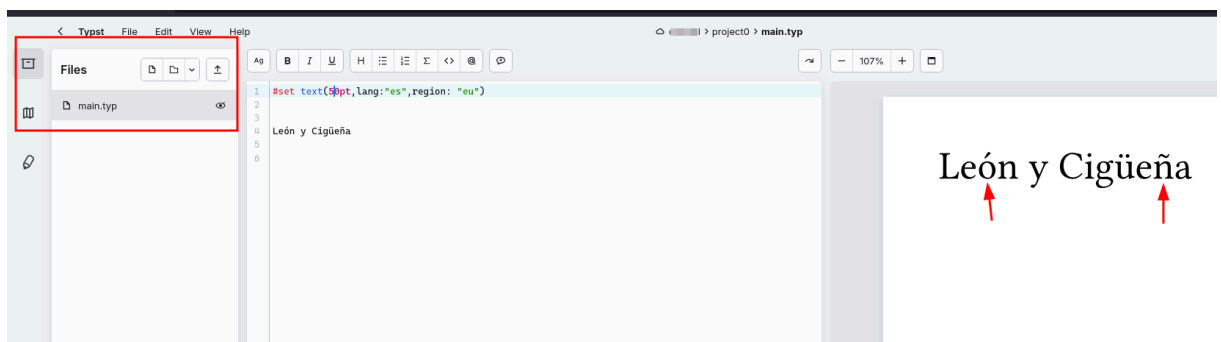 Typst File Edit View Help
project0 > main.typ
Files
107%
main.typ
Ag B I U H Σ <> @
1 #set text(50pt,lang:"es",region: "eu")
2
3
4 León y Cigüeña
5
6
León y Cigüeña